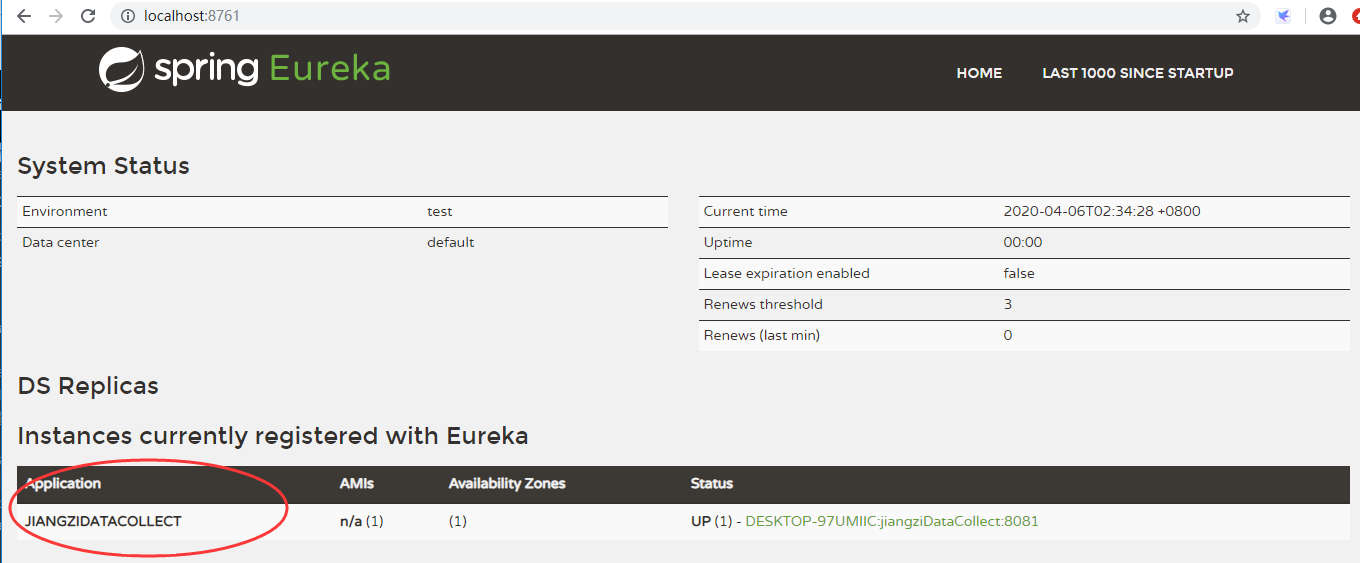 localhost:8761
spring Eureka
HOME LAST 1000 SINCE STARTUP
System Status
Environment test
Data center default
Current time 2020-04-06T02:34:28 +0800
Uptime 00:00
Lease expiration enabled false
Renews threshold 3
Renews (last min) 0
DS Replicas
Instances currently registered with Eureka
Application AMIs Availability Zones Status
JIANGZIDATACOLLECT n/a (1) (1) UP (1) - DESKTOP-97UMIIC:jiangziDataCollect:8081